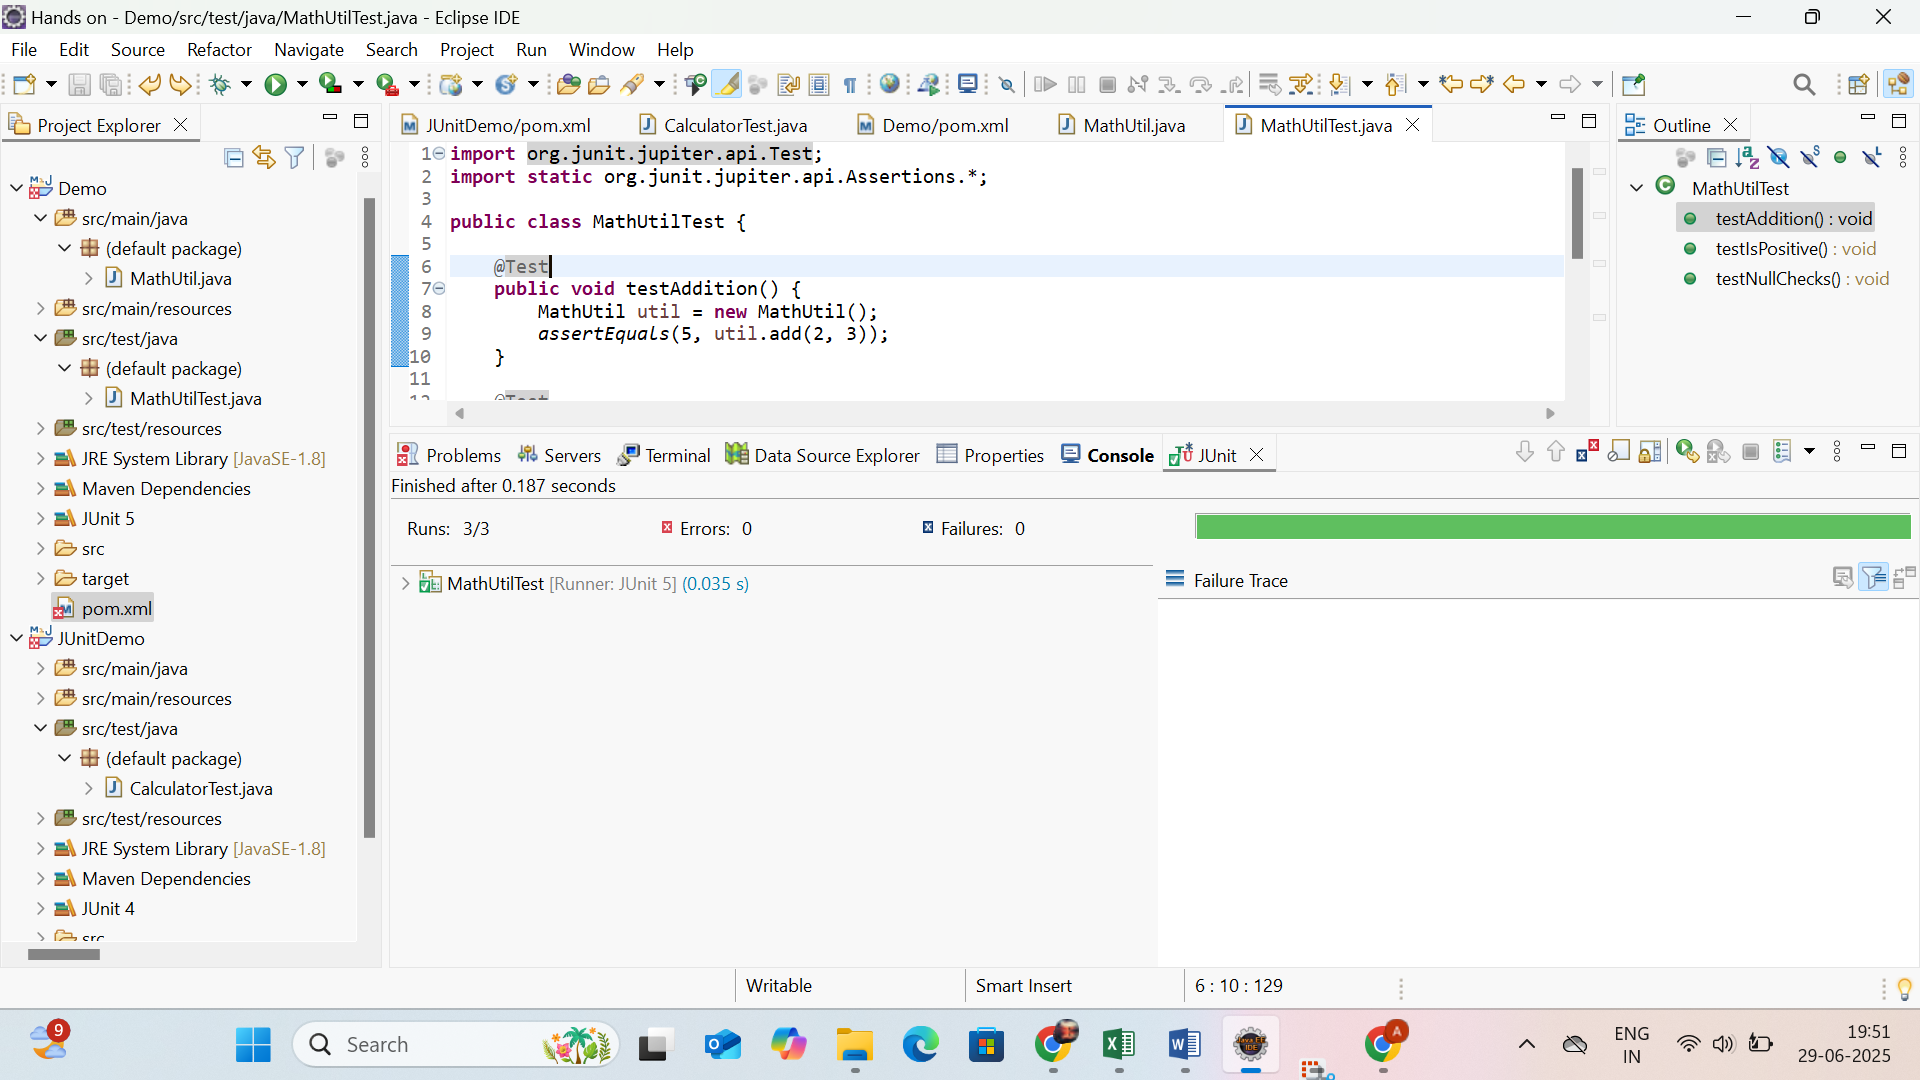 Hands on - Demo/src/test/java/MathUtilTest.java - Eclipse IDE
File Edit Source Refactor Navigate Search Project Run Window Help
Project Explorer
Demo
src/main/java
(default package)
MathUtil.java
src/main/resources
src/test/java
(default package)
MathUtilTest.java
src/test/resources
JRE System Library [JavaSE-1.8]
Maven Dependencies
JUnit 5
src
target
pom.xml
JUnitDemo
src/main/java
src/main/resources
src/test/java
(default package)
CalculatorTest.java
src/test/resources
JRE System Library [JavaSE-1.8]
Maven Dependencies
JUnit 4
src
JUnitDemo/pom.xml CalculatorTest.java Demo/pom.xml MathUtil.java MathUtilTest.java
1 import org.junit.jupiter.api.Test;
2 import static org.junit.jupiter.api.Assertions.*;
3
4 public class MathUtilTest {
5
6 @Test
7 public void testAddition() {
8 MathUtil util = new MathUtil();
9 assertEquals(5, util.add(2, 3));
10 }
11
12 @Test
Outline
MathUtilTest
testAddition() : void
testIsPositive() : void
testNullChecks() : void
Problems Servers Terminal Data Source Explorer Properties Console JUnit
Finished after 0.187 seconds
Runs: 3/3 Errors: 0 Failures: 0
MathUtilTest [Runner: JUnit 5] (0.035 s)
Failure Trace
Writable Smart Insert 6 : 10 : 129
9
Search
A
ENG
IN
19:51
29-06-2025